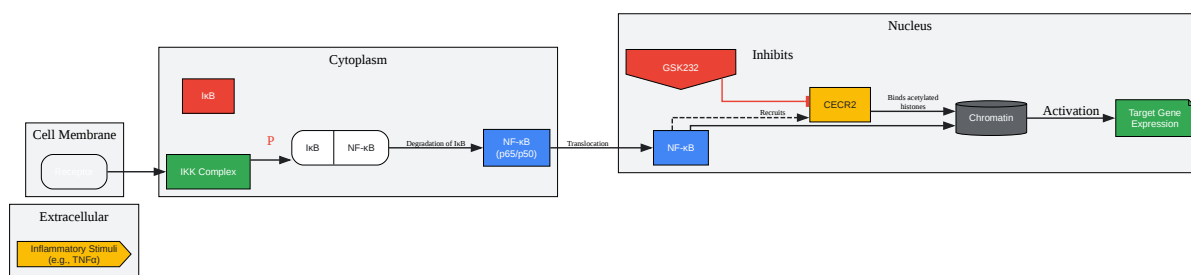 Nucleus
Cytoplasm
GSK232
Inhibits
IκB
CECR2
Binds acetylated
histones
Chromatin
Activation
Target Gene
Expression
Recruits
Cell Membrane
Receptor
P
IκB
NF-κB
Degradation of IκB
NF-κB
(p65/p50)
Translocation
NF-κB
IKK Complex
Extracellular
Inflammatory Stimuli
(e.g., TNFα)